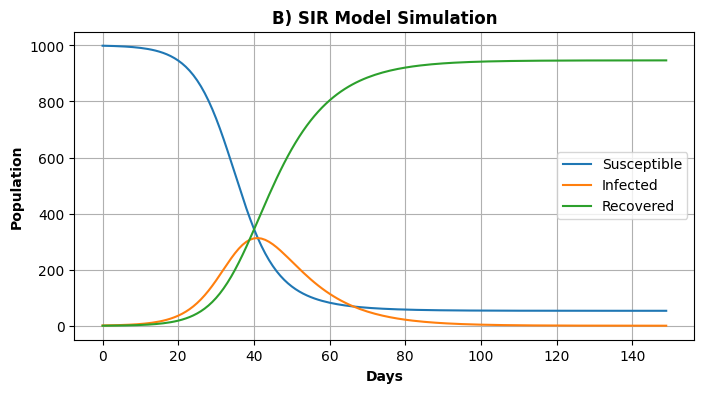 B) SIR Model Simulation
Population
1000
800
600
400
200
0
Susceptible
Infected
Recovered
0 20 40 60 80 100 120 140
Days